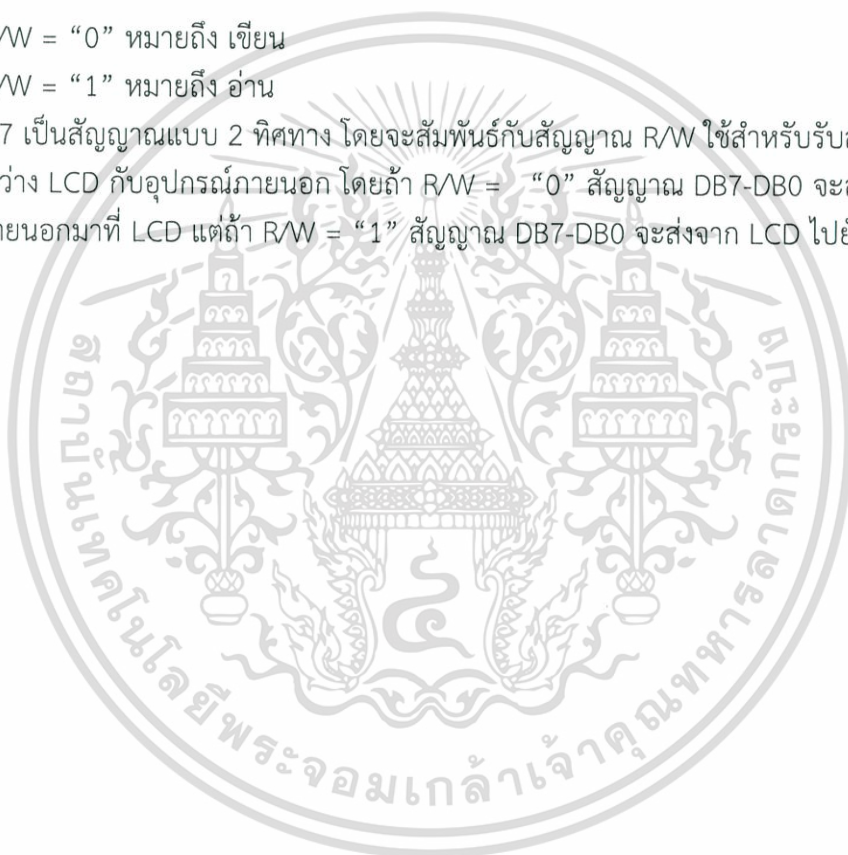 /W = “0” หมายถึง เขียน
/W = “1” หมายถึง อ่าน
7 เป็นสัญญาณแบบ 2 ทิศทาง โดยจะสัมพันธ์กับสัญญาณ R/W ใช้สำหรับรับ
ว่าง LCD กับอุปกรณ์ภายนอก โดยถ้า R/W = “0” สัญญาณ DB7-DB0 จะ
ายนอกมาที่ LCD แต่ถ้า R/W = “1” สัญญาณ DB7-DB0 จะส่งจาก LCD ไปยั
สถาบันเทคโนโลยีพระจอมเกล้าเจ้าคุณทหารลาดกระบัง